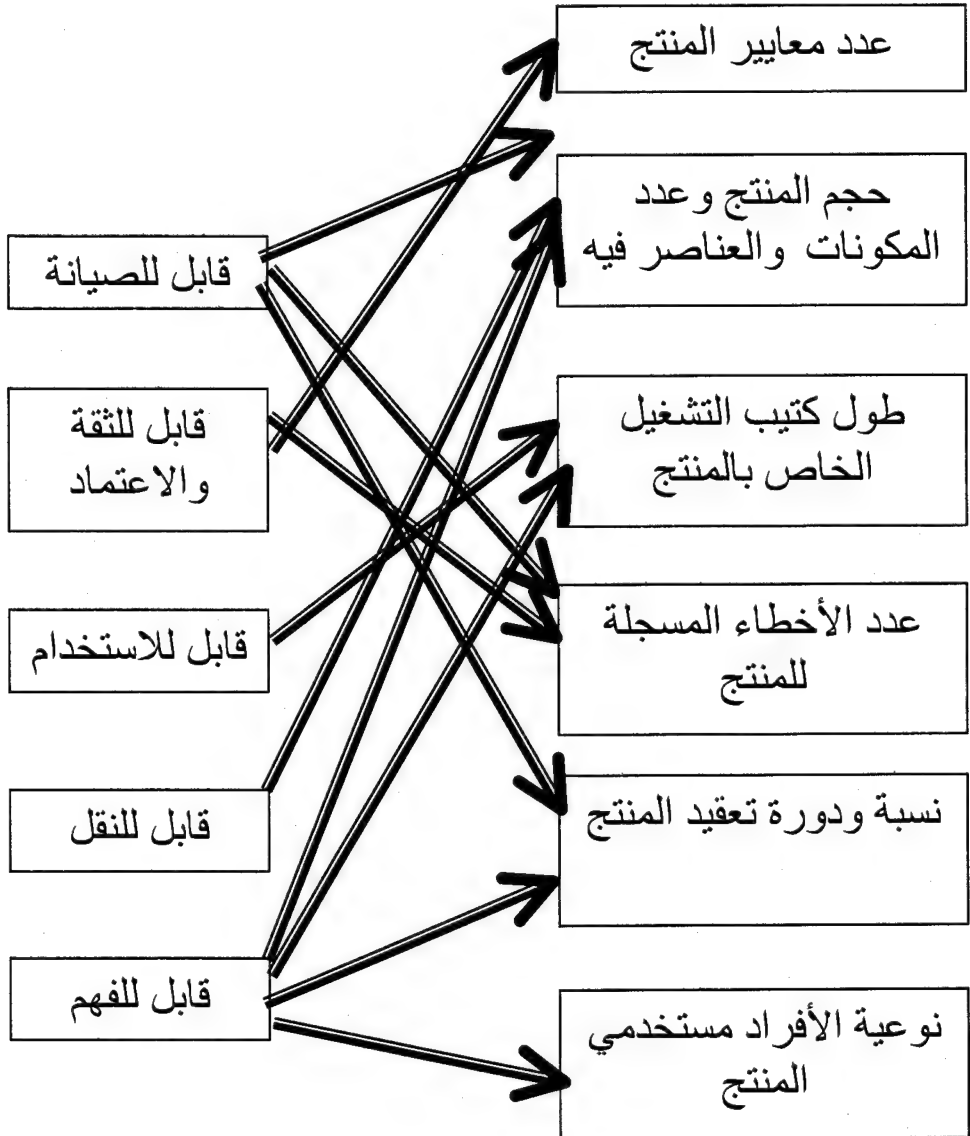 عدد معايير المنتج
حجم المنتج وعدد
المكونات والعناصر فيه
قابل للصيانة
طول كتيب التشغيل
الخاص بالمنتج
قابل للثقة
والاعتماد
عدد الأخطاء المسجلة
للمنتج
قابل للاستخدام
نسبة ودورة تعقيد المنتج
قابل للنقل
نوعية الأفراد مستخدمي
المنتج
قابل للفهم